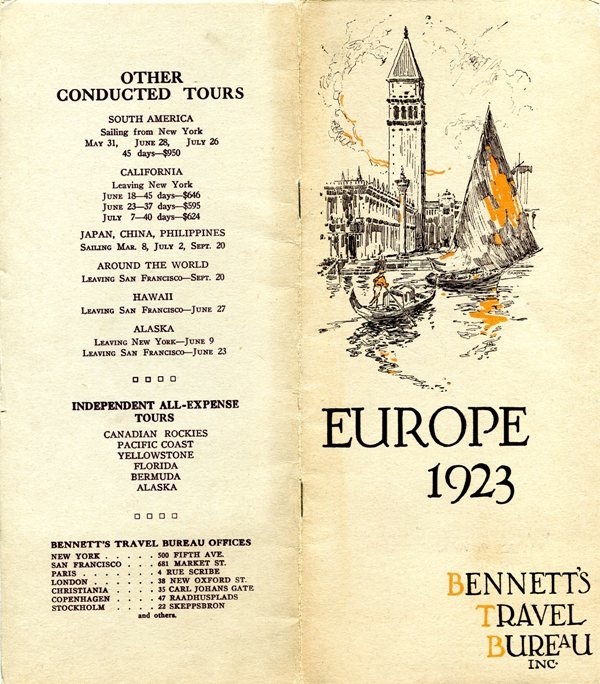 OTHER
CONDUCTED TOURS
SOUTH AMERICA
Sailing from New York
May 31, June 28, July 26
45 days—$950
CALIFORNIA
Leaving New York
June 18—45 days—$646
June 23—37 days—$595
July 7—40 days—$624
JAPAN, CHINA, PHILIPPINES
Sailing Mar. 8, July 2, Sept. 20
AROUND THE WORLD
Leaving San Francisco—Sept. 20
HAWAII
Leaving San Francisco—June 27
ALASKA
Leaving New York—June 9
Leaving San Francisco—June 23
INDEPENDENT ALL-EXPENSE
TOURS
CANADIAN ROCKIES
PACIFIC COAST
YELLOWSTONE
FLORIDA
BERMUDA
ALASKA
BENNETT'S TRAVEL BUREAU OFFICES
NEW YORK . . . . . 500 FIFTH AVE.
SAN FRANCISCO . . . . 681 MARKET ST.
PARIS . . . . . . . 4 RUE SCRIBE
LONDON . . . . . . 38 NEW OXFORD ST.
CHRISTIANIA . . . . 35 CARL JOHANS GATE
COPENHAGEN . . . . 47 RAADHUSPLADS
STOCKHOLM . . . . 22 SKEPPSBRON
and others.
EUROPE
1923
BENNETT'S
TRAVEL
BUREAU
INC.